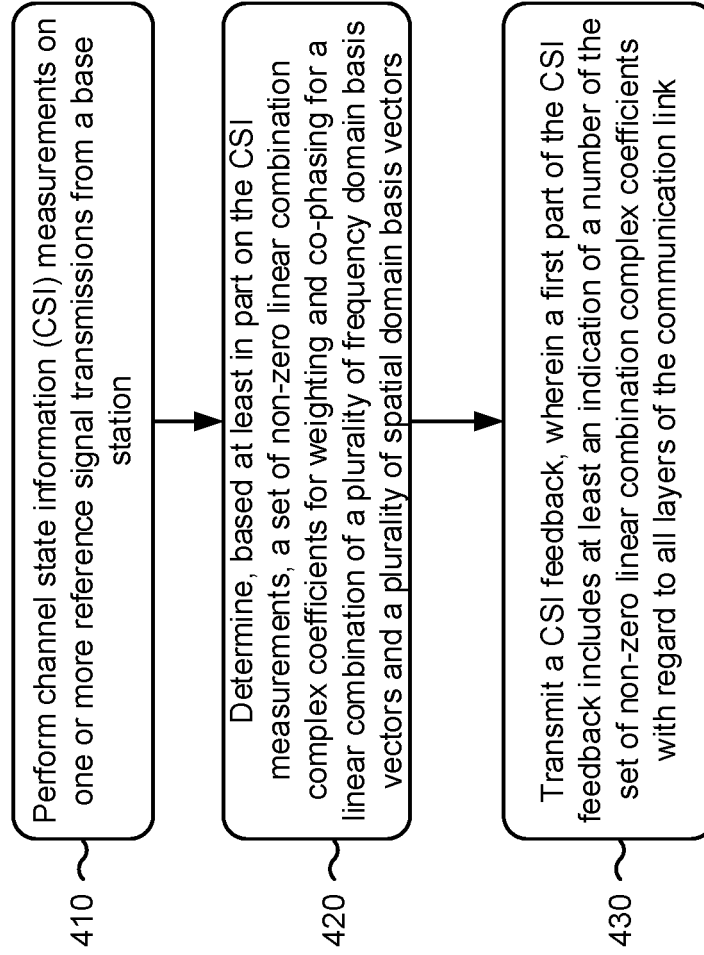 410
Perform channel state information (CSI) measurements on
one or more reference signal transmissions from a base
station
420
Determine, based at least in part on the CSI
measurements, a set of non-zero linear combination
complex coefficients for weighting and co-phasing for a
linear combination of a plurality of frequency domain basis
vectors and a plurality of spatial domain basis vectors
430
Transmit a CSI feedback, wherein a first part of the CSI
feedback includes at least an indication of a number of the
set of non-zero linear combination complex coefficients
with regard to all layers of the communication link